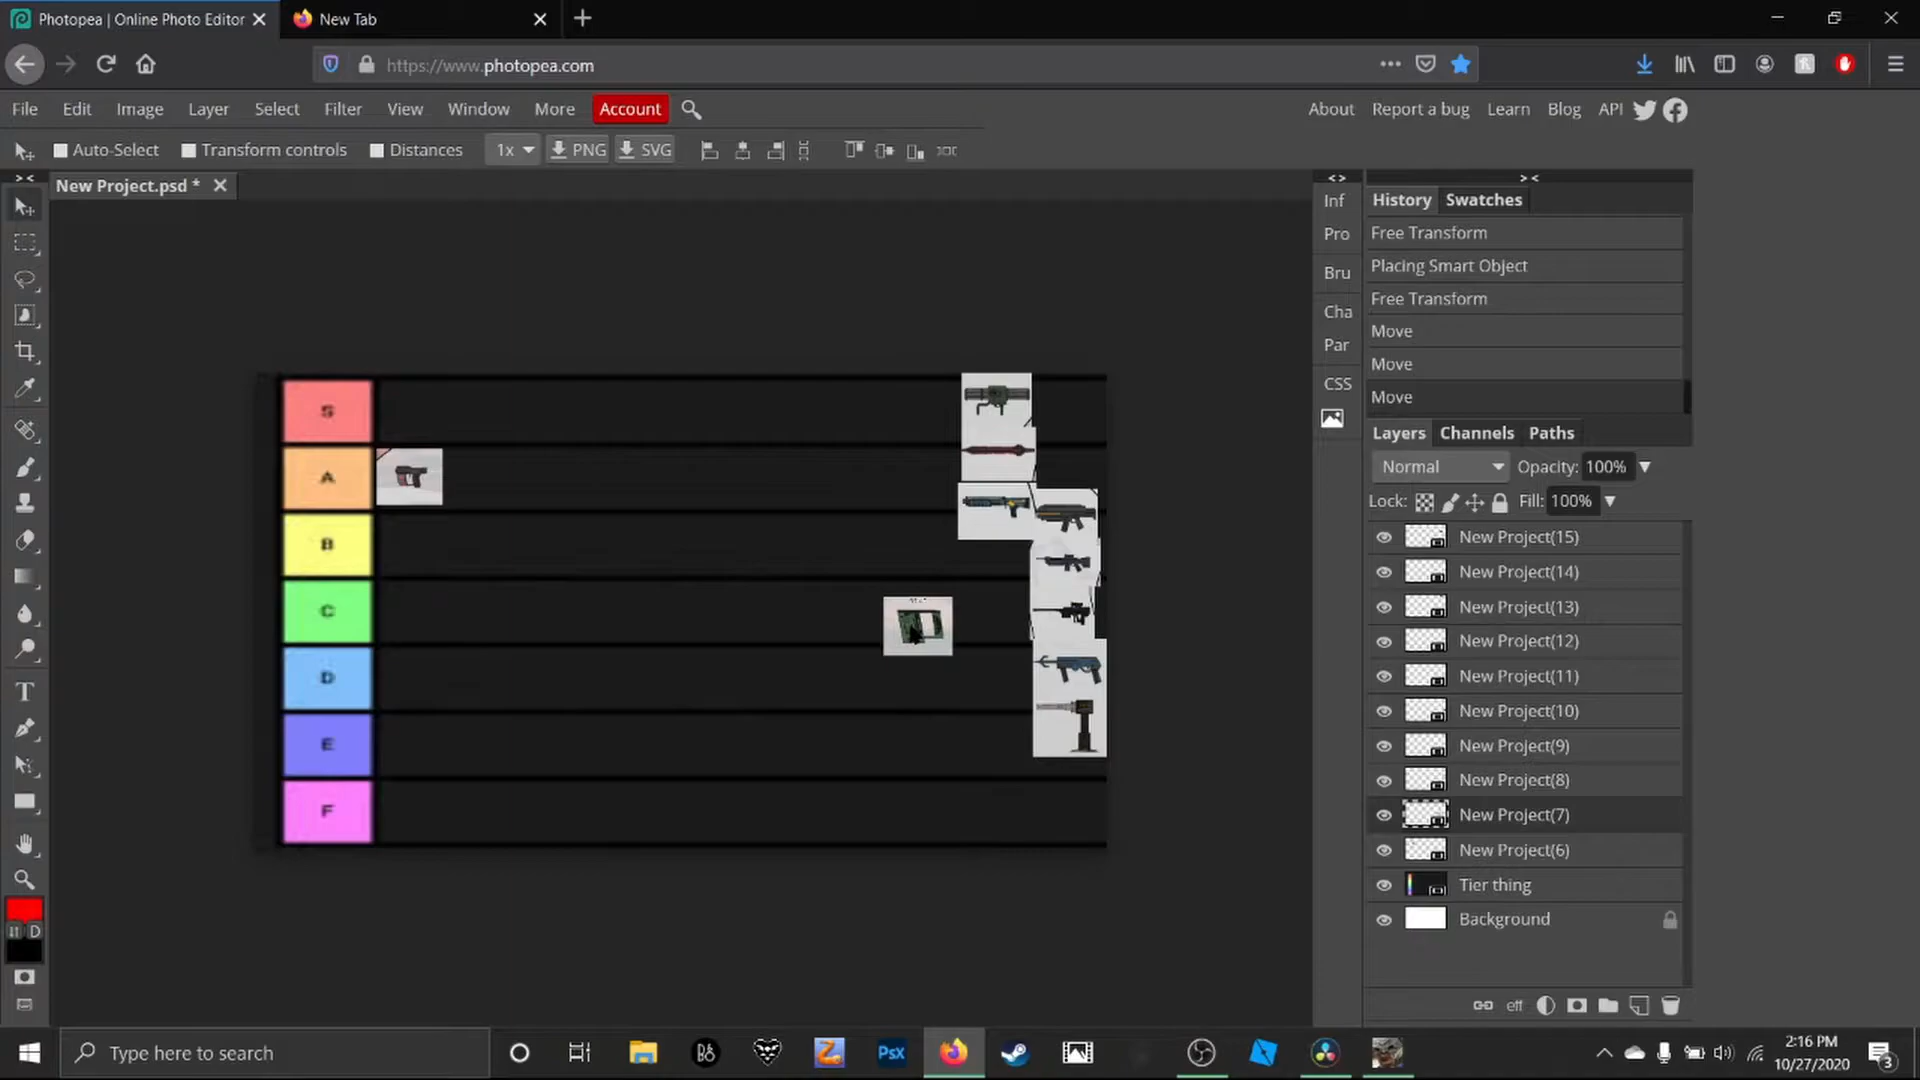 Photopea | Online Photo Editor
New Tab
https://www.photopea.com
File Edit Image Layer Select Filter View Window More Account
About Report a bug Learn Blog API
Auto-Select Transform controls Distances 1x PNG SVG
New Project.psd *
Inf
Pro
Bru
Cha
Par
CSS
History Swatches
Free Transform
Placing Smart Object
Free Transform
Move
Move
Move
Layers Channels Paths
Normal Opacity: 100%
Lock: Fill: 100%
New Project(15)
New Project(14)
New Project(13)
New Project(12)
New Project(11)
New Project(10)
New Project(9)
New Project(8)
New Project(7)
New Project(6)
Tier thing
Background
eff
S
A
B
C
D
E
F
D
Type here to search
Psx
2:16 PM
10/27/2020
3